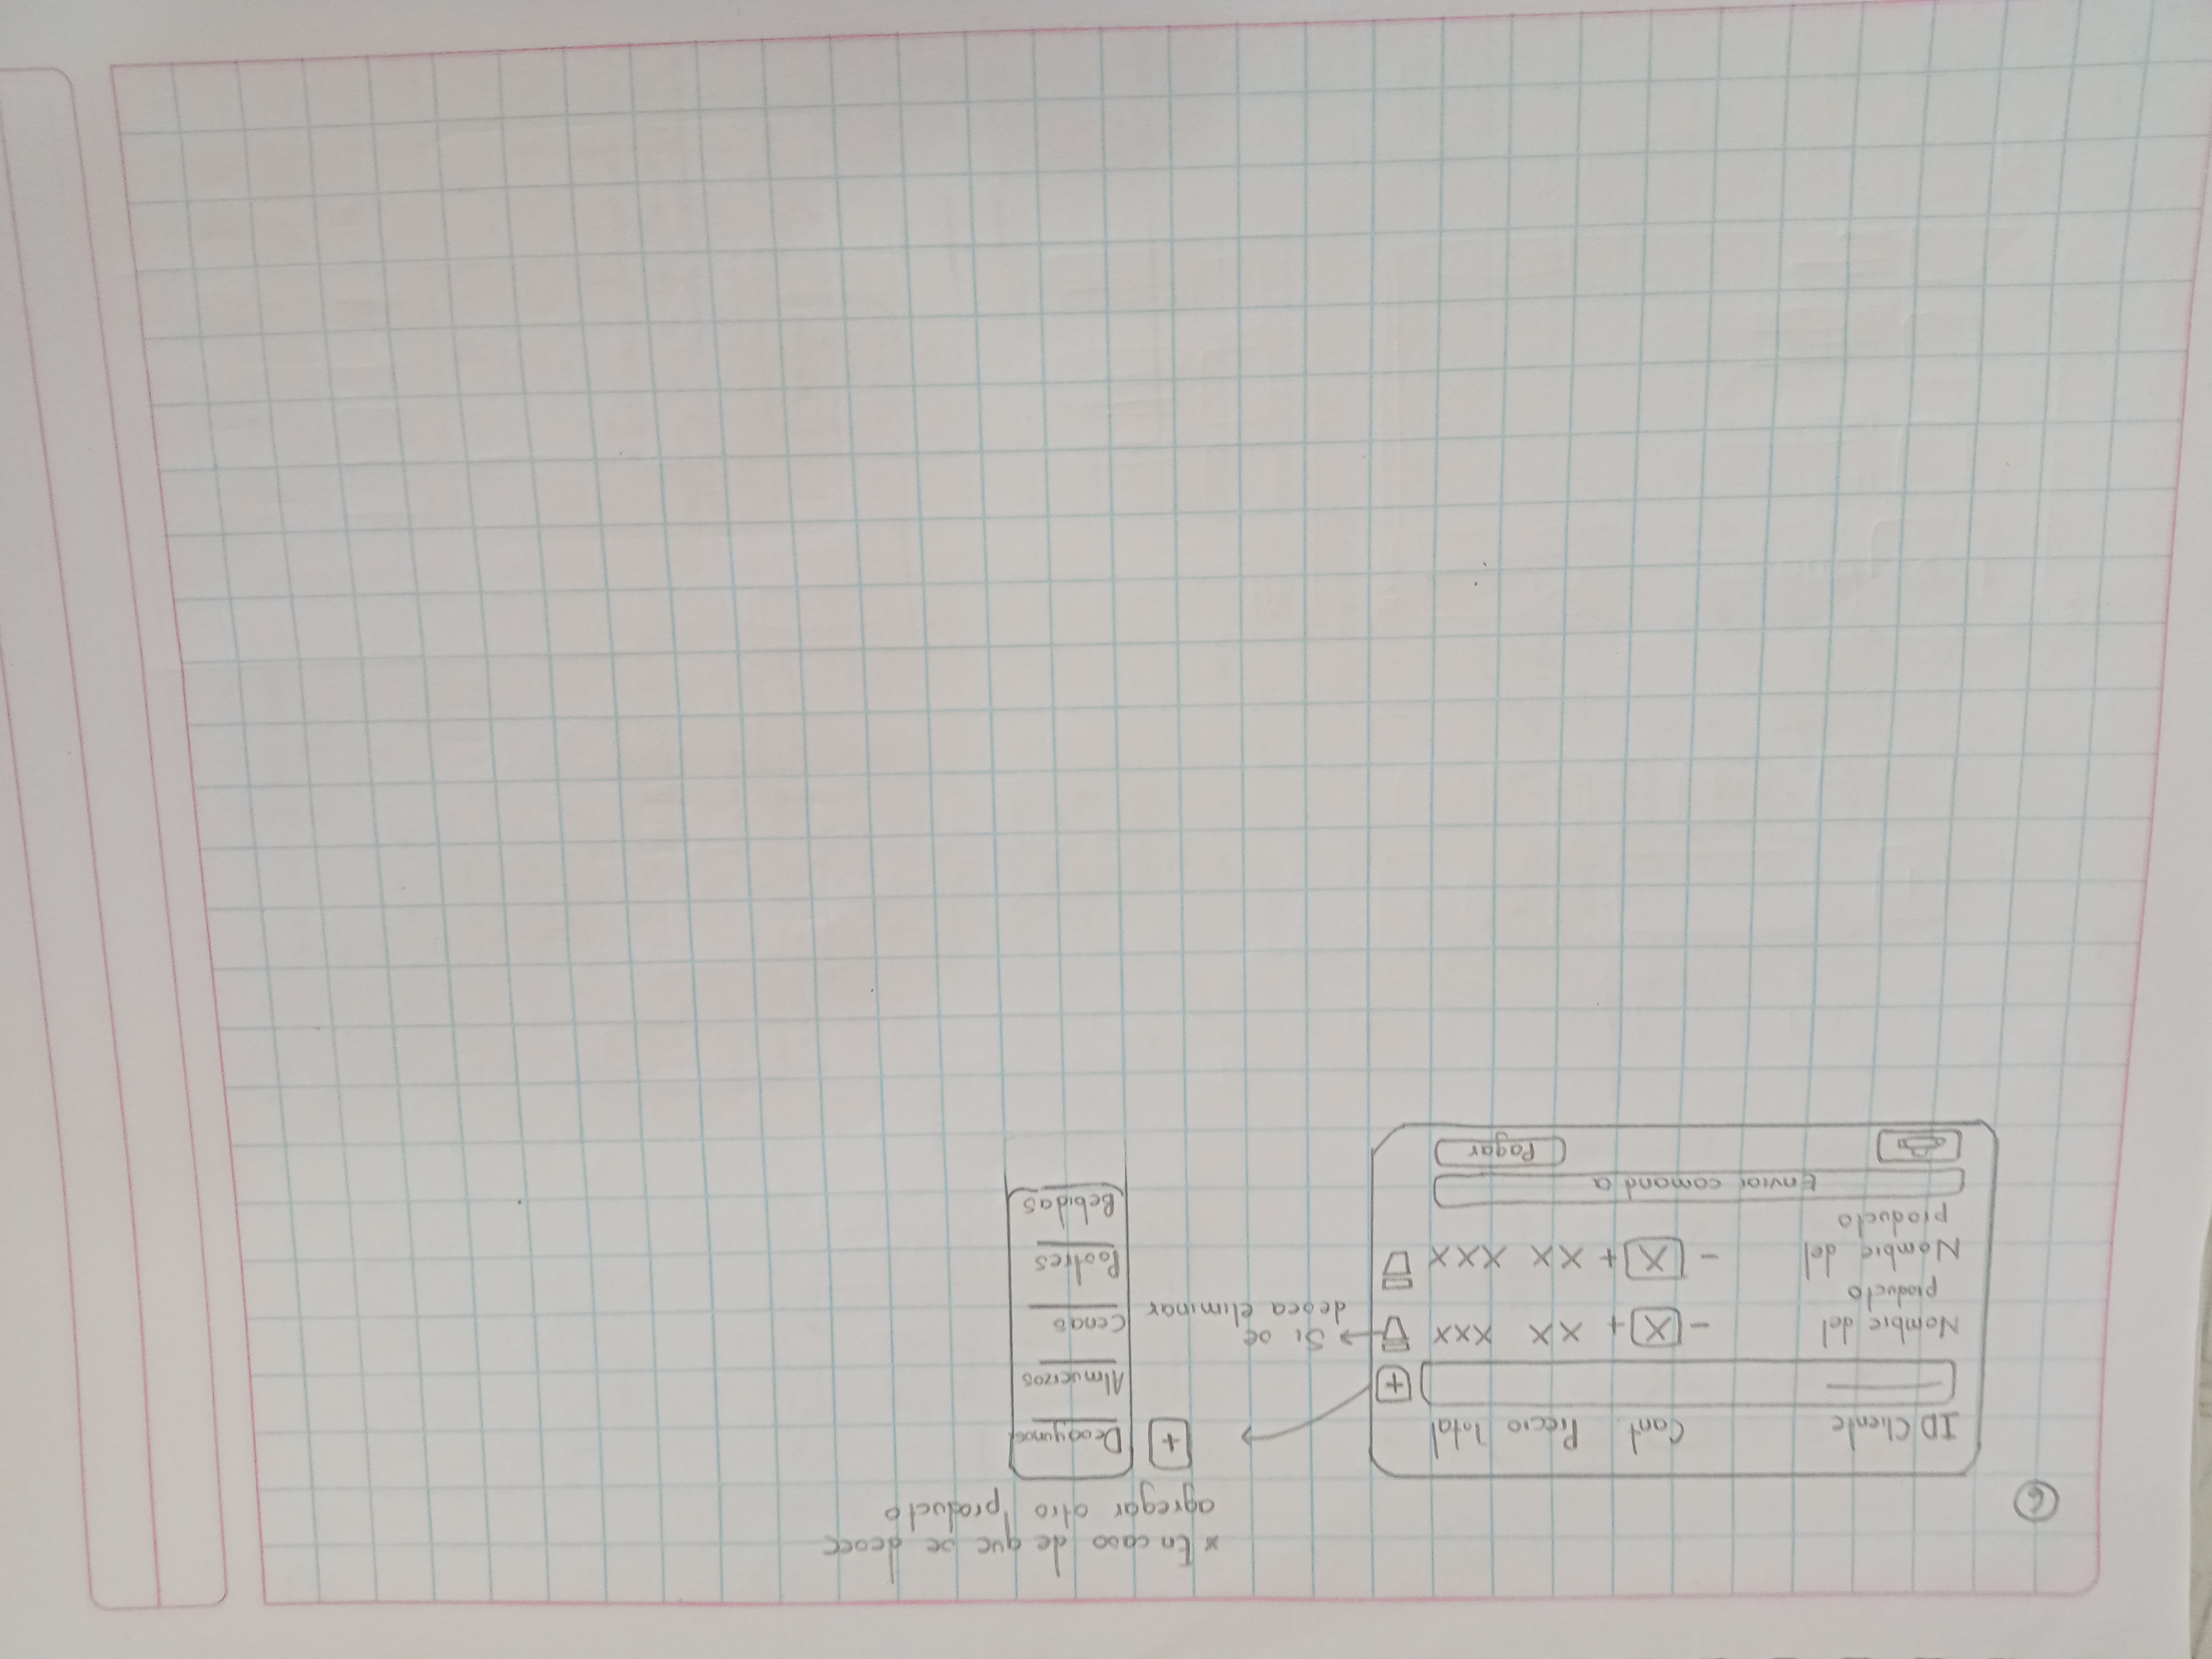 * En caso de que se desee
agregar otro producto
6
ID Cliente Cant. Precio Total
+
Nombre del - X + XX XXX → Si se
producto desea eliminar
Nombre del - X + XX XXX
producto
Enviar comanda
Pagar
+ Desayunos
Almuerzos
Cenas
Postres
Bebidas